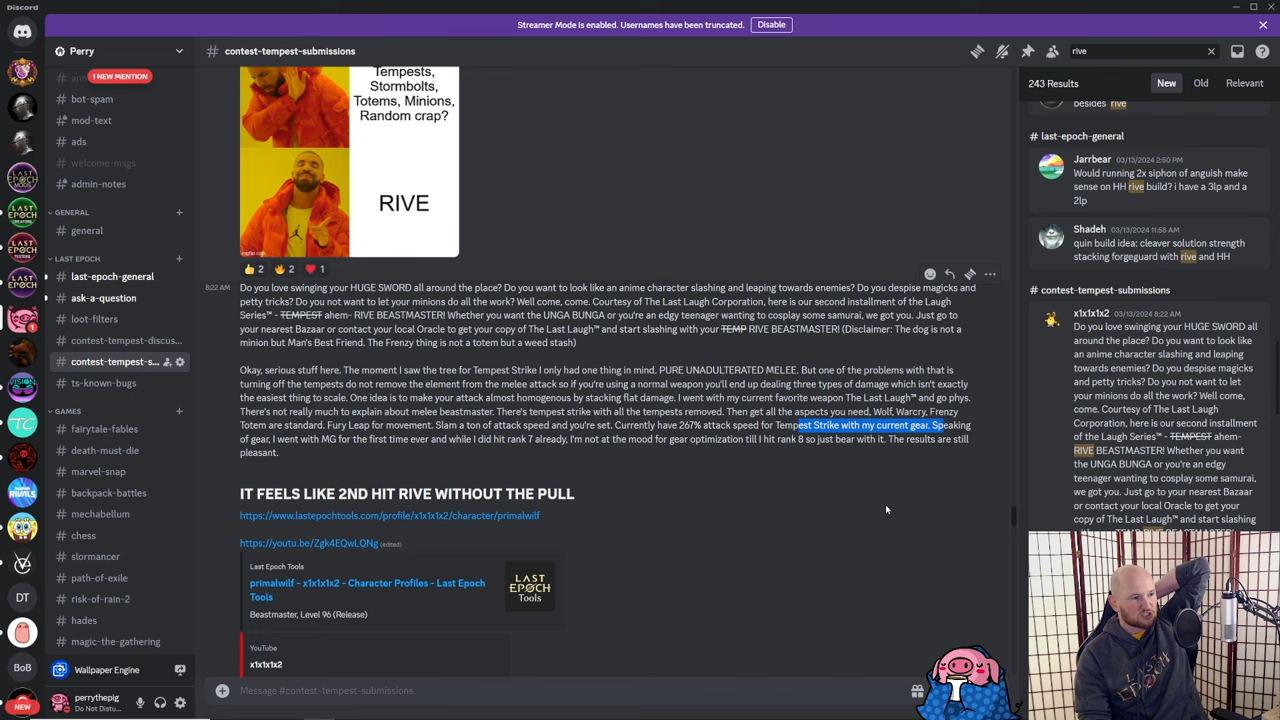 Discord
Streamer Mode is enabled. Usernames have been truncated.
Disable
Perry
contest-tempest-submissions
rive
1 NEW MENTION
bot-spam
mod-text
ads
welcome-msgs
admin-notes
GENERAL
general
LAST EPOCH
last-epoch-general
ask-a-question
loot-filters
contest-tempest-discus...
contest-tempest-s...
ts-known-bugs
GAMES
fairytale-fables
death-must-die
marvel-snap
backpack-battles
mechabellum
chess
slormancer
path-of-exile
risk-of-rain-2
hades
magic-the-gathering
Wallpaper Engine
perrythepig
Do Not Distu...
LAST EPOCH
LAST EPOCH
LAST EPOCH
LAST EPOCH
VISION
TC
RIVALS
DT
BoB
NEW
1
Tempests,
Stormbolts,
Totems, Minions,
Random crap?
RIVE
imgflip.com
2
2
1
8:22 AM
Do you love swinging your HUGE SWORD all around the place? Do you want to look like an anime character slashing and leaping towards enemies? Do you despise magics and
petty tricks? Do you not want to let your minions do all the work? Well come, come. Courtesy of The Last Laugh Corporation, here is our second installment of the Laugh
Series™ - TEMPEST ahem- RIVE BEASTMASTER! Whether you want the UNGA BUNGA or you're an edgy teenager wanting to cosplay some samurai, we got you. Just go to
your nearest Bazaar or contact your local Oracle to get your copy of The Last Laugh™ and start slashing with your TEMP RIVE BEASTMASTER! (Disclaimer: The dog is not a
minion but Man's Best Friend. The Frenzy thing is not a totem but a weed stash)
Okay, serious stuff here. The moment I saw the tree for Tempest Strike I only had one thing in mind. PURE UNADULTERATED MELEE. But one of the problems with that is
turning off the tempests do not remove the element from the melee attack so if you're using a normal weapon you'll end up dealing three types of damage which isn't exactly
the easiest thing to scale. One idea is to make your attack almost homogenous by stacking flat damage. I went with my current favorite weapon The Last Laugh™ and go phys.
There's not really much to explain about melee beastmaster. There's tempest strike with all the tempests removed. Then get all the aspects you need, Wolf, Warcry, Frenzy
Totem are standard. Fury Leap for movement. Slam a ton of attack speed and you're set. Currently have 267% attack speed for Tempest Strike with my current gear. Speaking
of gear, I went with MG for the first time ever and while I did hit rank 7 already, I'm not at the mood for gear optimization till I hit rank 8 so just bear with it. The results are still
pleasant.
IT FEELS LIKE 2ND HIT RIVE WITHOUT THE PULL
https://www.lastepochtools.com/profile/x1x1x1x2/character/primalwilf
https://youtu.be/Zgk4EQwLQNg (edited)
Last Epoch Tools
primalwilf - x1x1x1x2 - Character Profiles - Last Epoch
Tools
Beastmaster, Level 96 (Release)
LAST
EPOCH
Tools
YouTube
x1x1x1x2
Message #contest-tempest-submissions
243 Results
New
Old
Relevant
besides rive
last-epoch-general
Jarrbear 03/13/2024 2:50 PM
Would running 2x siphon of anguish make
sense on HH rive build? i have a 3lp and a
2lp
Shadeh 03/13/2024 11:58 AM
quin build idea: cleaver solution strength
stacking forgeguard with rive and HH
contest-tempest-submissions
x1x1x1x2 03/13/2024 8:22 AM
Do you love swinging your HUGE SWORD all
around the place? Do you want to look like
an anime character slashing and leaping
towards enemies? Do you despise magics
and petty tricks? Do you not want to let your
minions do all the work? Well come, come.
Courtesy of The Last Laugh
Corporation, here is our second installment
of the Laugh Series™ - TEMPEST ahem-
RIVE BEASTMASTER! Whether you want
the UNGA BUNGA or you're an edgy
teenager wanting to cosplay some samurai,
we got you. Just go to your nearest Bazaar
or contact your local Oracle to get your
copy of The Last Laugh™ and start slashing